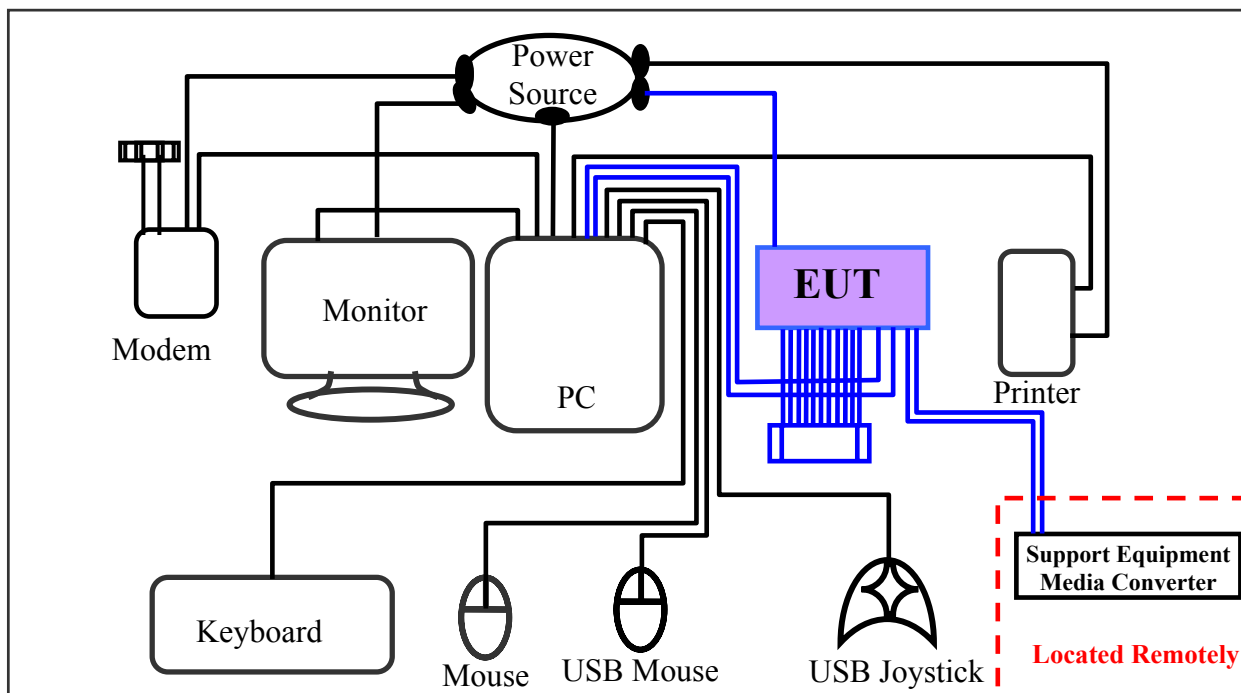 Power
Source
EUT
Monitor
Modem
PC
Printer
Support Equipment
Media Converter
Keyboard
Mouse
USB Mouse
USB Joystick
Located Remotely